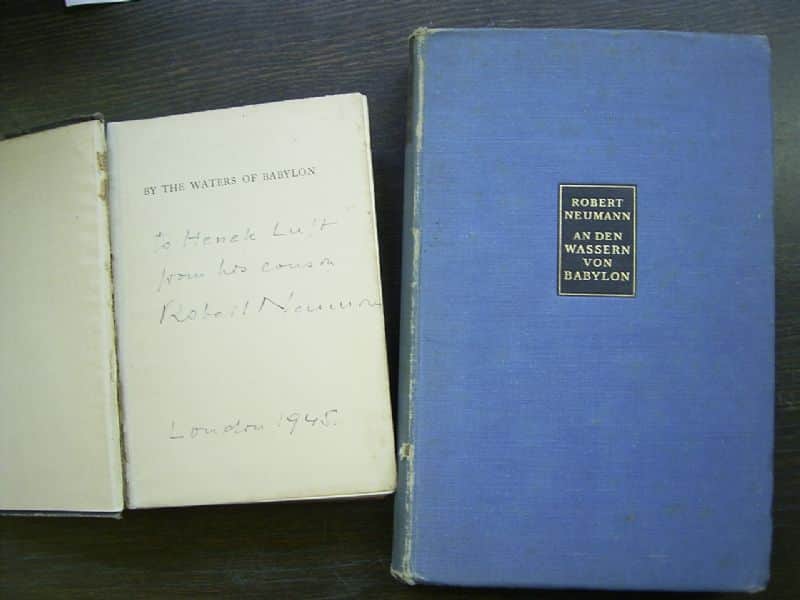 BY THE WATERS OF BABYLON
to Henek Luft
from his cousin
Robert Neumann
London 1945.
ROBERT
NEUMANN
AN DEN
WASSERN
VON
BABYLON